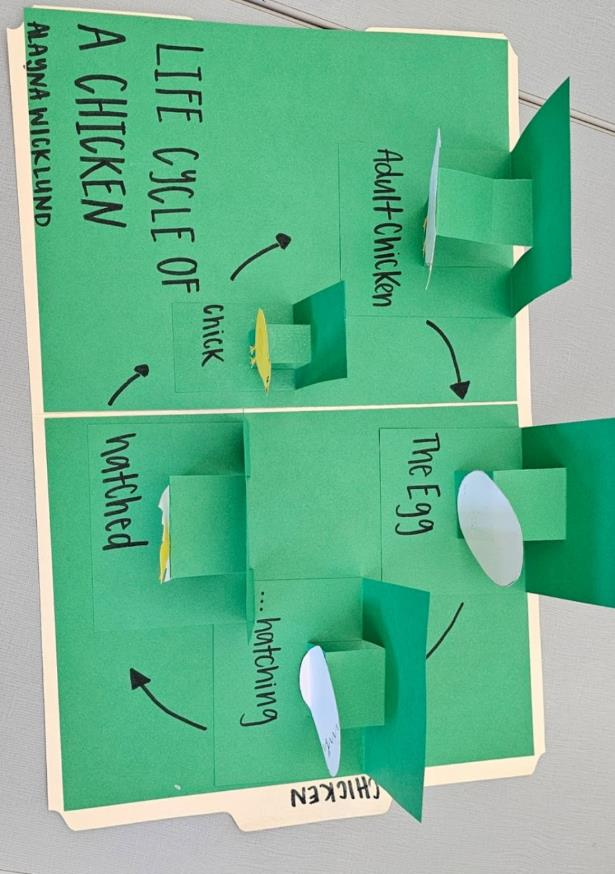 LIFE CYCLE OF
A CHICKEN
ALAYNA WICKLUND
Adult Chicken
The Egg
...hatching
hatched
Chick
CHICKEN